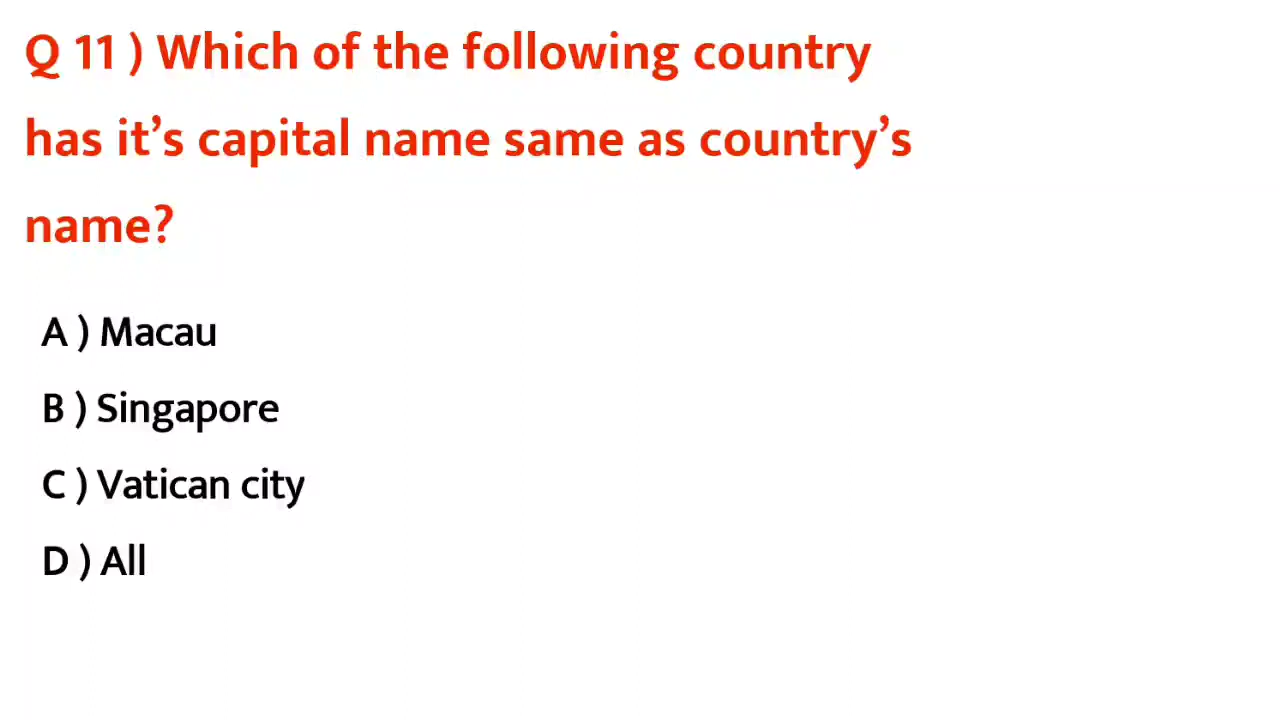 Q 11 ) Which of the following country
has it’s capital name same as country’s
name?
A ) Macau
B ) Singapore
C ) Vatican city
D ) All